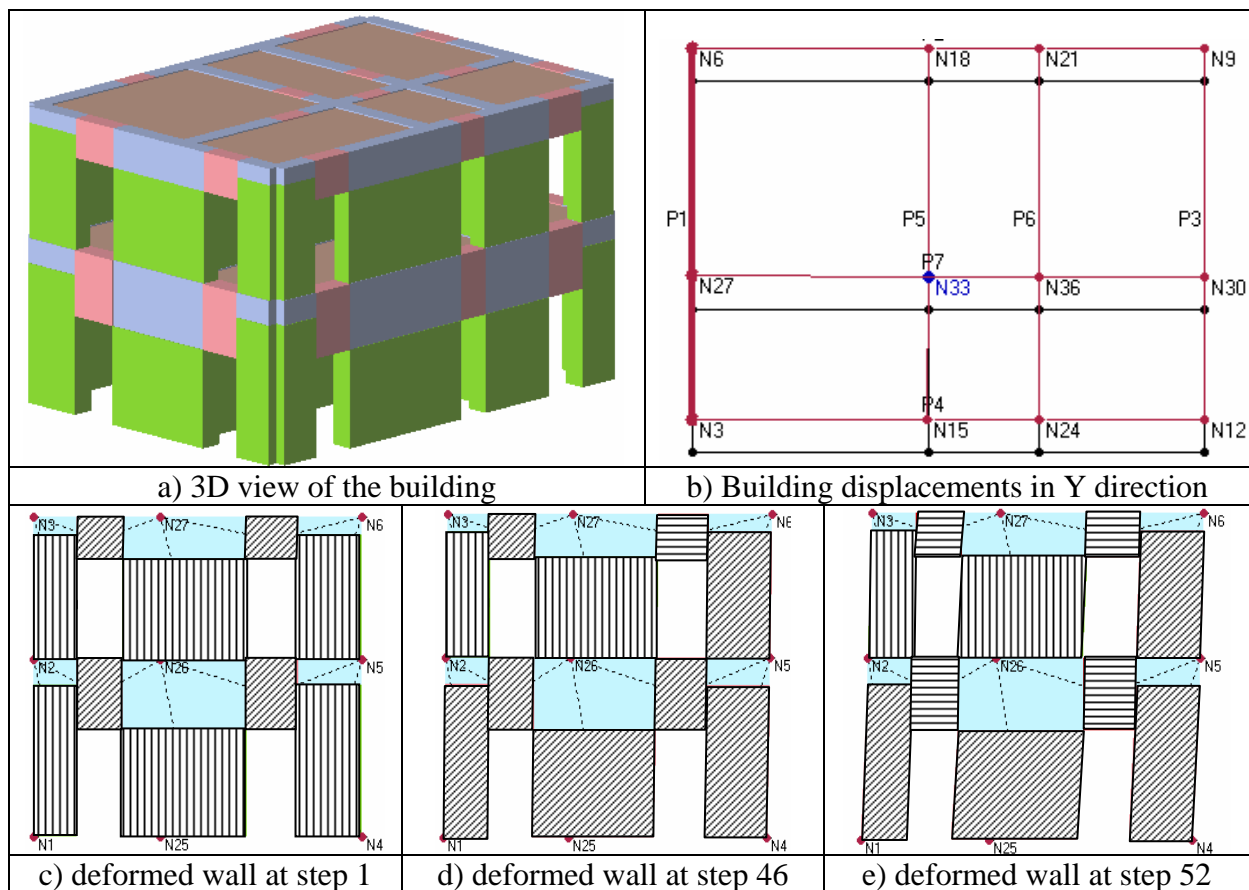 N6
N18
N21
N9
P1
P5
P6
P3
P7
N27
N33
N36
N30
P4
N3
N15
N24
N12
a) 3D view of the building
b) Building displacements in Y direction
N3
N27
N6
N2
N26
N5
N1
N25
N4
N3
N27
N6
N2
N26
N5
N1
N25
N4
N3
N27
N6
N2
N26
N5
N1
N25
N4
c) deformed wall at step 1
d) deformed wall at step 46
e) deformed wall at step 52